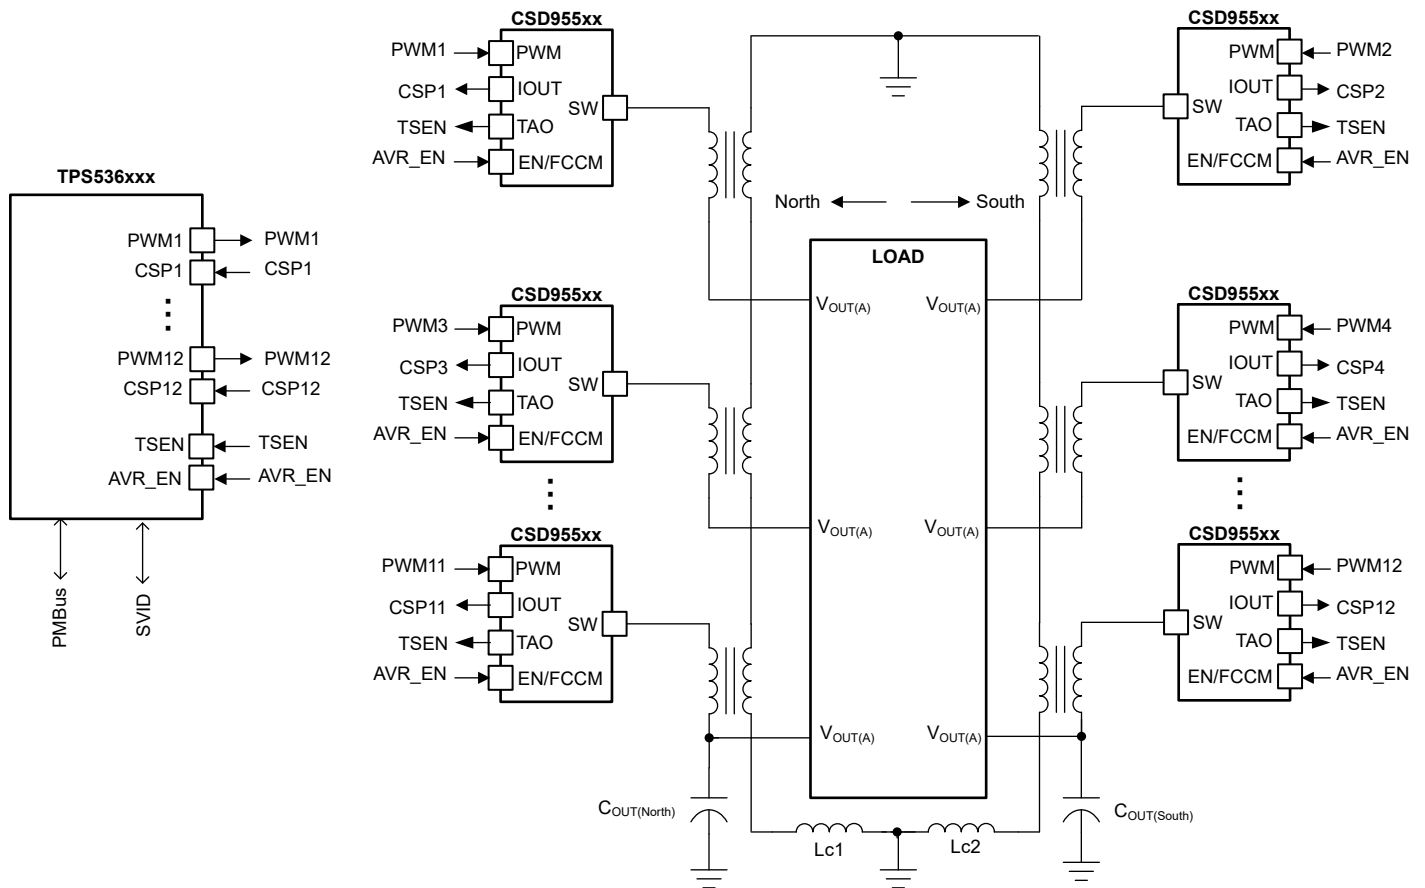 TPS536xxx
PWM1
PWM1
CSP1
CSP1
PWM12
PWM12
CSP12
CSP12
TSEN
TSEN
AVR_EN
AVR_EN
PMBus
SVID
CSD955xx
PWM1
PWM
CSP1
IOUT
SW
TSEN
TAO
AVR_EN
EN/FCCM
CSD955xx
PWM3
PWM
CSP3
IOUT
SW
TSEN
TAO
AVR_EN
EN/FCCM
CSD955xx
PWM11
PWM
CSP11
IOUT
SW
TSEN
TAO
AVR_EN
EN/FCCM
North
South
LOAD
VOUT(A)
VOUT(A)
VOUT(A)
VOUT(A)
VOUT(A)
VOUT(A)
COUT(North)
Lc1
Lc2
COUT(South)
CSD955xx
PWM
PWM2
IOUT
CSP2
SW
TAO
TSEN
EN/FCCM
AVR_EN
CSD955xx
PWM
PWM4
IOUT
CSP4
SW
TAO
TSEN
EN/FCCM
AVR_EN
CSD955xx
PWM
PWM12
IOUT
CSP12
SW
TAO
TSEN
EN/FCCM
AVR_EN